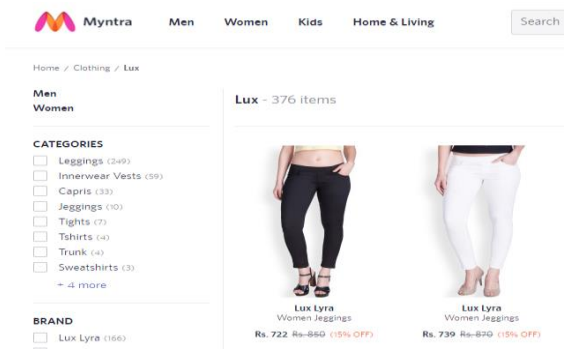 Myntra Men Women Kids Home & Living Search
Home / Clothing / Lux
Men
Women
Lux - 376 items
CATEGORIES
Leggings (249)
Innerwear Vests (59)
Capris (33)
Jeggings (10)
Tights (7)
Tshirts (4)
Trunk (4)
Sweatshirts (3)
+ 4 more
BRAND
Lux Lyra (166)
Lux Lyra
Women Jeggings
Rs. 722 Rs. 850 (15% OFF)
Lux Lyra
Women Jeggings
Rs. 739 Rs. 870 (15% OFF)